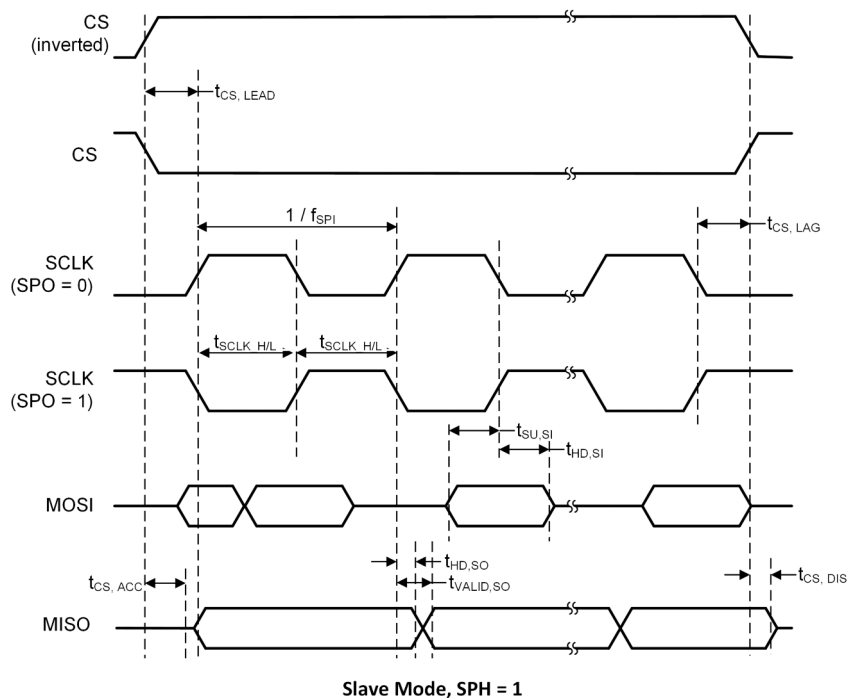 CS
(inverted)
tCS, LEAD
CS
1 / fSPI
tCS, LAG
SCLK
(SPO = 0)
tSCLK_H/L
tSCLK_H/L
SCLK
(SPO = 1)
tSU,SI
tHD,SI
MOSI
tHD,SO
tVALID,SO
tCS, ACC
tCS, DIS
MISO
Slave Mode, SPH = 1